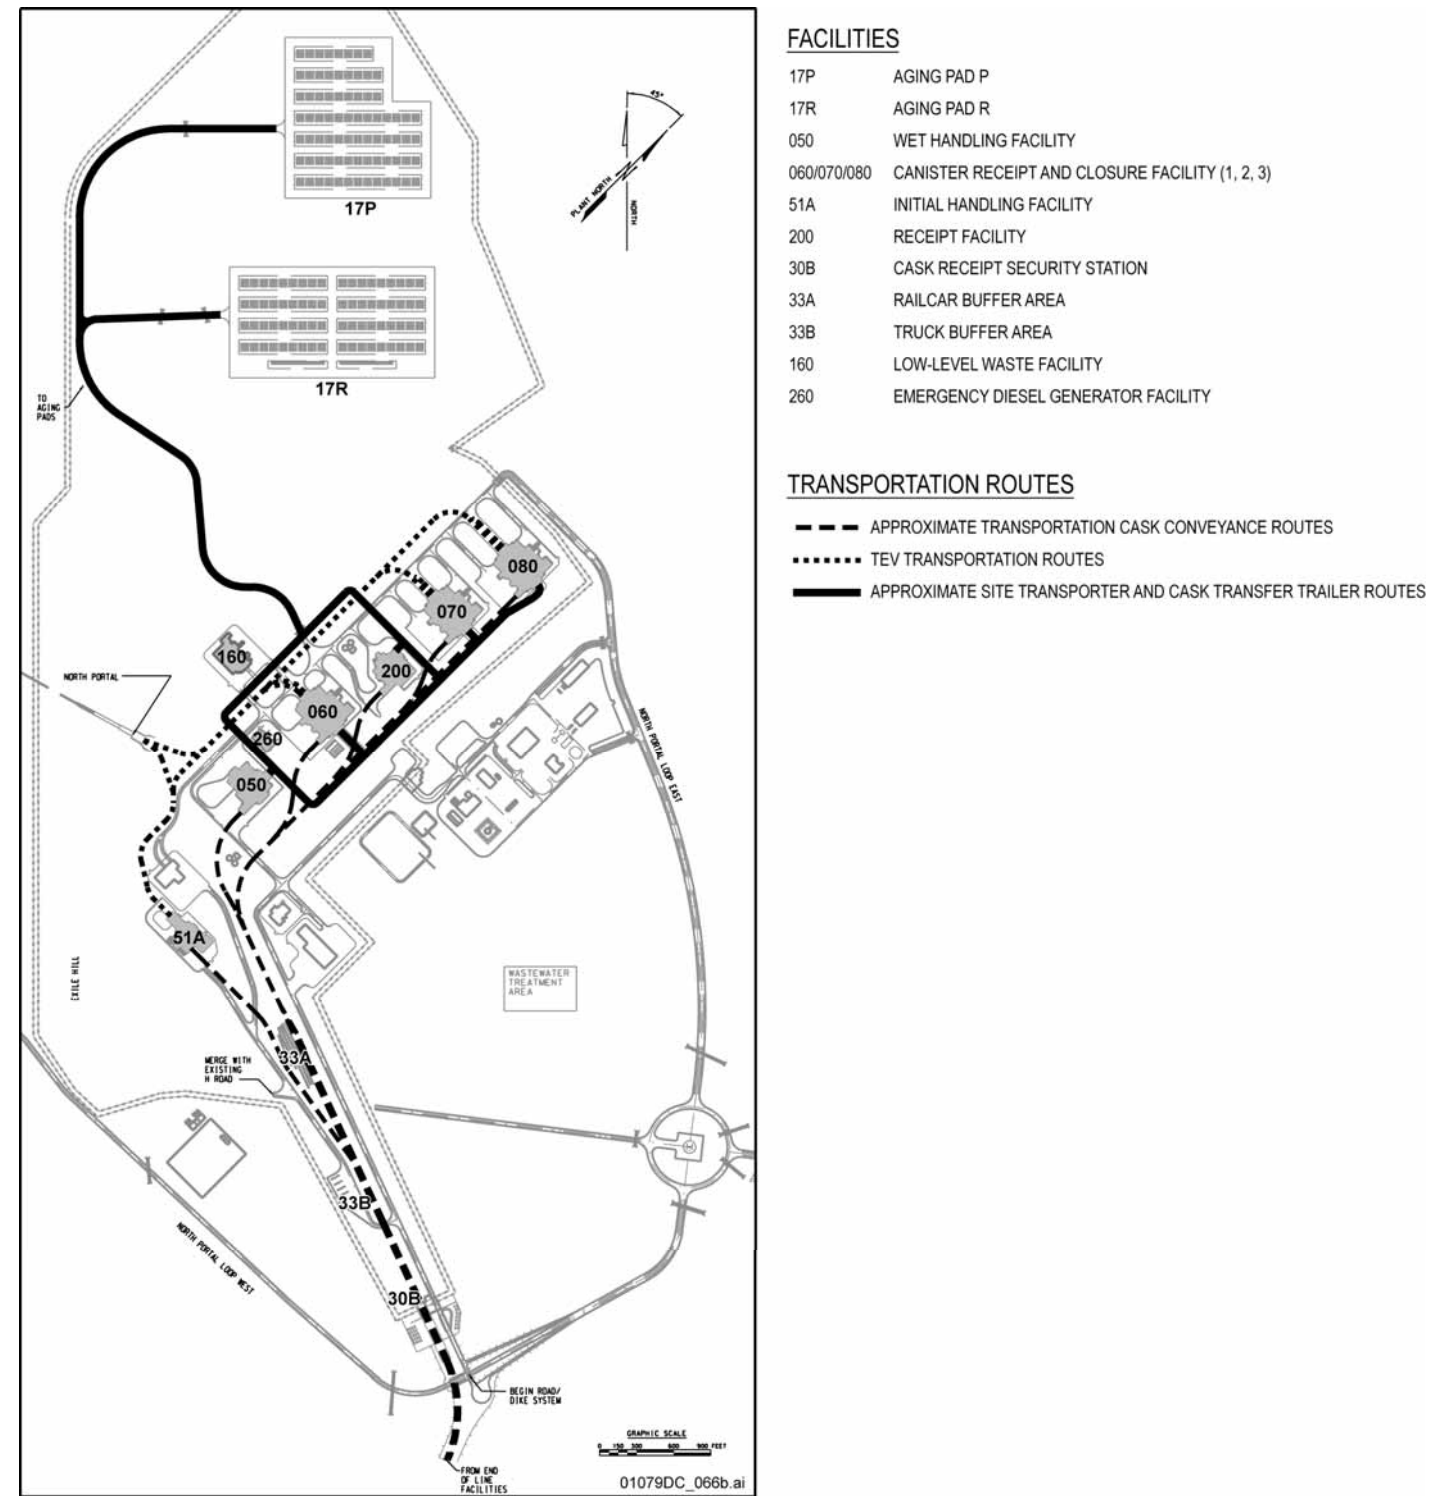 FACILITIES
17P AGING PAD P
17R AGING PAD R
050 WET HANDLING FACILITY
060/070/080 CANISTER RECEIPT AND CLOSURE FACILITY (1, 2, 3)
51A INITIAL HANDLING FACILITY
200 RECEIPT FACILITY
30B CASK RECEIPT SECURITY STATION
33A RAILCAR BUFFER AREA
33B TRUCK BUFFER AREA
160 LOW-LEVEL WASTE FACILITY
260 EMERGENCY DIESEL GENERATOR FACILITY
TRANSPORTATION ROUTES
APPROXIMATE TRANSPORTATION CASK CONVEYANCE ROUTES
TEV TRANSPORTATION ROUTES
APPROXIMATE SITE TRANSPORTER AND CASK TRANSFER TRAILER ROUTES
45°
PLANT NORTH
NORTH
17P
17R
TO
AGING
PADS
080
070
200
160
060
260
050
NORTH PORTAL
NORTH PORTAL LOOP EAST
51A
EXILE HILL
WASTEWATER
TREATMENT
AREA
33A
MERGE WITH
EXISTING
H ROAD
33B
NORTH PORTAL LOOP WEST
30B
BEGIN ROAD/
DIKE SYSTEM
GRAPHIC SCALE
0 150 300 600 900 FEET
FROM END
OF LINE
FACILITIES
01079DC_066b.ai